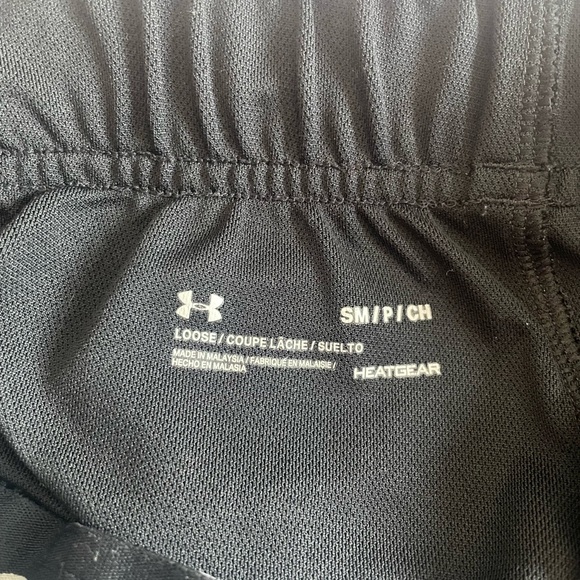 SM/P/CH
LOOSE / COUPE LÂCHE / SUELTO
MADE IN MALAYSIA / FABRIQUÉ EN MALAISIE /
HECHO EN MALASIA
HEATGEAR